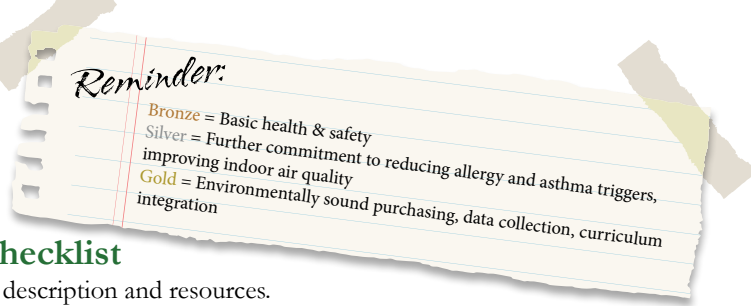 Reminder:
Bronze = Basic health & safety
Silver = Further commitment to reducing allergy and asthma triggers,
improving indoor air quality
Gold = Environmentally sound purchasing, data collection, curriculum
integration
hecklist
description and resources.